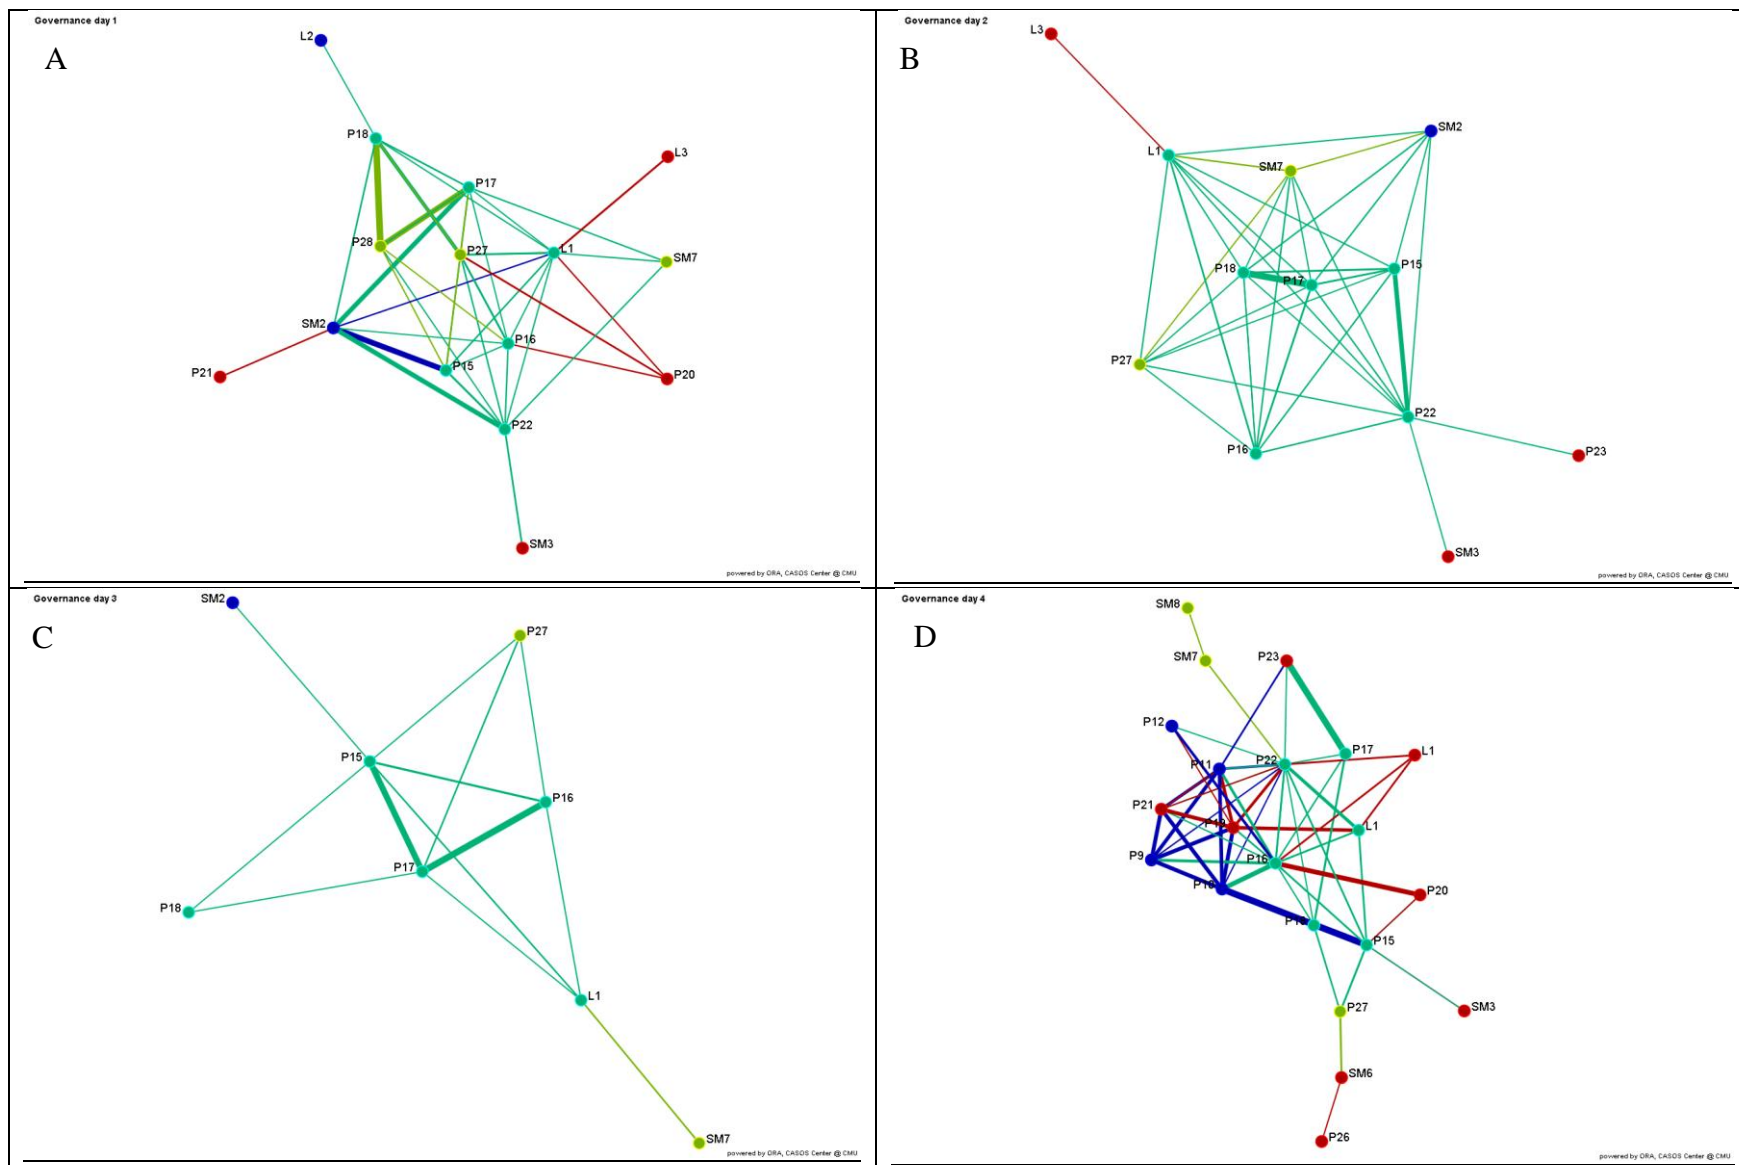 Governance day 1
A
L2
P18
L3
P17
P28
P27
L1
SM7
SM2
P16
P15
P21
P20
P22
SM3
powered by ORA, CASOS Center @ CMU
Governance day 2
B
L3
SM2
L1
SM7
P18
P17
P15
P27
P22
P16
P23
SM3
powered by ORA, CASOS Center @ CMU
Governance day 3
C
SM2
P27
P15
P16
P17
P18
L1
SM7
powered by ORA, CASOS Center @ CMU
Governance day 4
D
SM8
SM7
P23
P12
P17
L1
P11
P22
P21
L1
P9
P16
P20
P15
SM3
P27
SM6
P26
powered by ORA, CASOS Center @ CMU